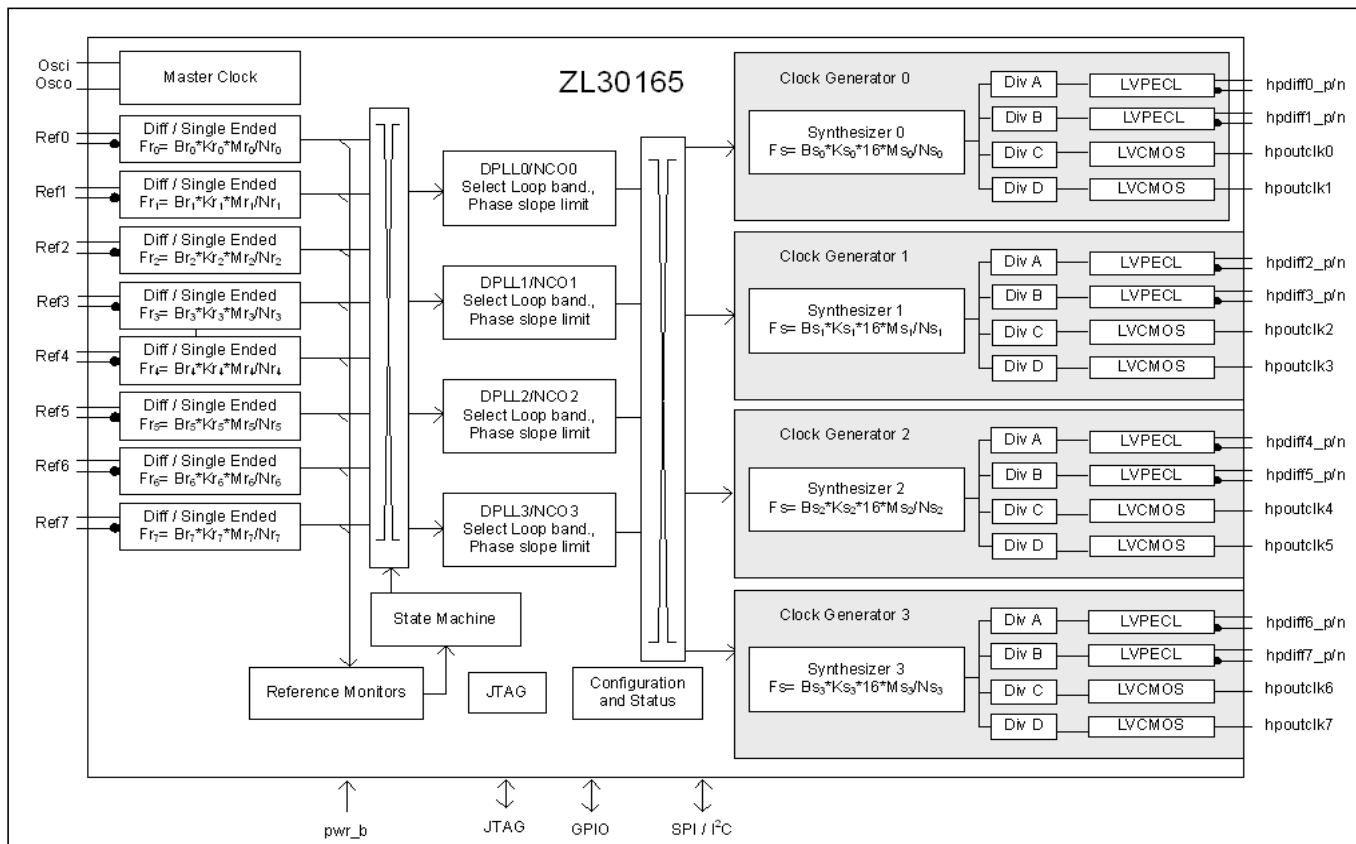 ZL30165
Osci
Osco
Master Clock
Ref0
Diff / Single Ended
Fr₀= Br₀*Kr₀*Mr₀/Nr₀
Ref1
Diff / Single Ended
Fr₁= Br₁*Kr₁*Mr₁/Nr₁
Ref2
Diff / Single Ended
Fr₂= Br₂*Kr₂*Mr₂/Nr₂
Ref3
Diff / Single Ended
Fr₃= Br₃*Kr₃*Mr₃/Nr₃
Ref4
Diff / Single Ended
Fr₄= Br₄*Kr₄*Mr₄/Nr₄
Ref5
Diff / Single Ended
Fr₅= Br₅*Kr₅*Mr₅/Nr₅
Ref6
Diff / Single Ended
Fr₆= Br₆*Kr₆*Mr₆/Nr₆
Ref7
Diff / Single Ended
Fr₇= Br₇*Kr₇*Mr₇/Nr₇
DPLL0/NCO0
Select Loop band.,
Phase slope limit
DPLL1/NCO1
Select Loop band.,
Phase slope limit
DPLL2/NCO2
Select Loop band.,
Phase slope limit
DPLL3/NCO3
Select Loop band.,
Phase slope limit
State Machine
Reference Monitors
JTAG
Configuration
and Status
Clock Generator 0
Synthesizer 0
Fs= Bs₀*Ks₀*16*Ms₀/Ns₀
Div A
LVPECL
hpdiff0_p/n
Div B
LVPECL
hpdiff1_p/n
Div C
LVCMOS
hpoutclk0
Div D
LVCMOS
hpoutclk1
Clock Generator 1
Synthesizer 1
Fs= Bs₁*Ks₁*16*Ms₁/Ns₁
Div A
LVPECL
hpdiff2_p/n
Div B
LVPECL
hpdiff3_p/n
Div C
LVCMOS
hpoutclk2
Div D
LVCMOS
hpoutclk3
Clock Generator 2
Synthesizer 2
Fs= Bs₂*Ks₂*16*Ms₂/Ns₂
Div A
LVPECL
hpdiff4_p/n
Div B
LVPECL
hpdiff5_p/n
Div C
LVCMOS
hpoutclk4
Div D
LVCMOS
hpoutclk5
Clock Generator 3
Synthesizer 3
Fs= Bs₃*Ks₃*16*Ms₃/Ns₃
Div A
LVPECL
hpdiff6_p/n
Div B
LVPECL
hpdiff7_p/n
Div C
LVCMOS
hpoutclk6
Div D
LVCMOS
hpoutclk7
pwr_b
JTAG
GPIO
SPI / I²C